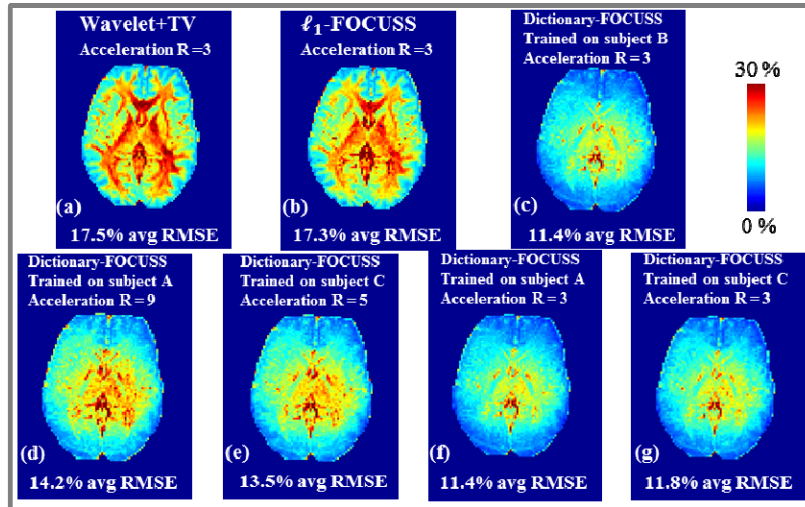 Wavelet+TV
Acceleration R=3
(a)
17.5% avg RMSE
ℓ1-FOCUSS
Acceleration R=3
(b)
17.3% avg RMSE
Dictionary-FOCUSS
Trained on subject B
Acceleration R = 3
(c)
11.4% avg RMSE
30 %
0 %
Dictionary-FOCUSS
Trained on subject A
Acceleration R = 9
(d)
14.2% avg RMSE
Dictionary-FOCUSS
Trained on subject C
Acceleration R = 5
(e)
13.5% avg RMSE
Dictionary-FOCUSS
Trained on subject A
Acceleration R = 3
(f)
11.4% avg RMSE
Dictionary-FOCUSS
Trained on subject C
Acceleration R = 3
(g)
11.8% avg RMSE